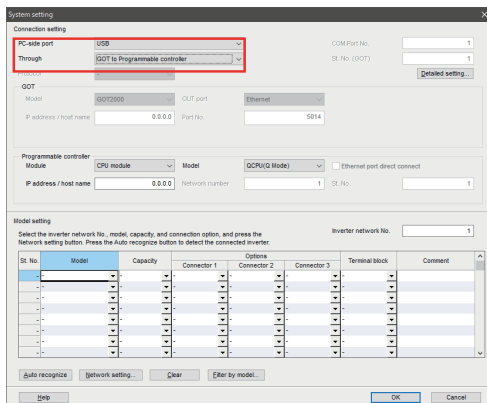 System setting
Connection setting
PC-side port USB COM Port No. 1
Through GOT to Programmable controller St. No. (GOT) 1
Protocol - Detailed setting...
GOT
Model GOT2000 OUT port Ethernet
IP address / host name 0.0.0.0 Port No. 5014
Programmable controller
Module CPU module Model QCPU(Q Mode) Ethernet port direct connect
IP address / host name 0.0.0.0 Network number 1 St. No. 1
Model setting
Select the inverter network No., model, capacity, and connection option, and press the
Network setting button. Press the Auto recognize button to detect the connected inverter.
Inverter network No. 1
St. No. Model Capacity Options Terminal block Comment
Connector 1 Connector 2 Connector 3
- - - - - - -
- - - - - - -
- - - - - - -
- - - - - - -
- - - - - - -
- - - - - - -
- - - - - - -
- - - - - - -
Auto recognize Network setting... Clear Filter by model...
Help OK Cancel